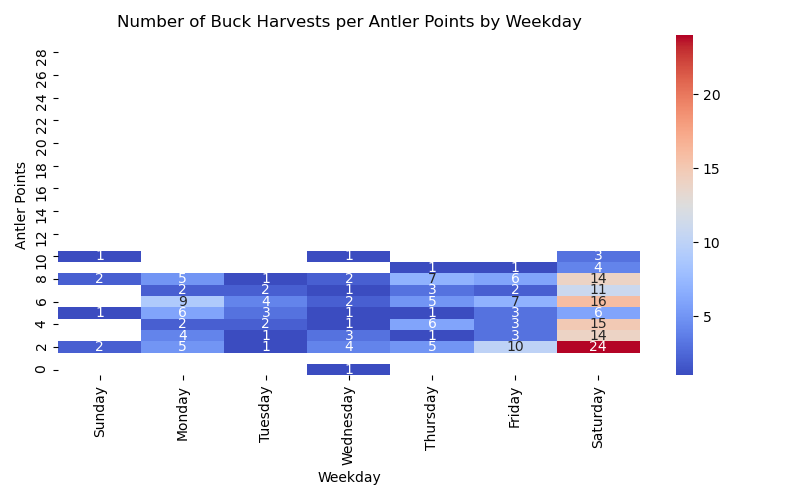 Number of Buck Harvests per Antler Points by Weekday
Antler Points
28
26
24
22
20
18
16
14
12
10
8
6
4
2
0
1 1 3
1 1 4
2 5 1 2 7 6 14
2 2 1 3 2 11
9 4 2 5 7 16
1 6 3 1 1 3 6
2 2 1 6 3 15
4 1 3 1 3 14
2 5 1 4 5 10 24
1
Sunday Monday Tuesday Wednesday Thursday Friday Saturday
Weekday
20
15
10
5